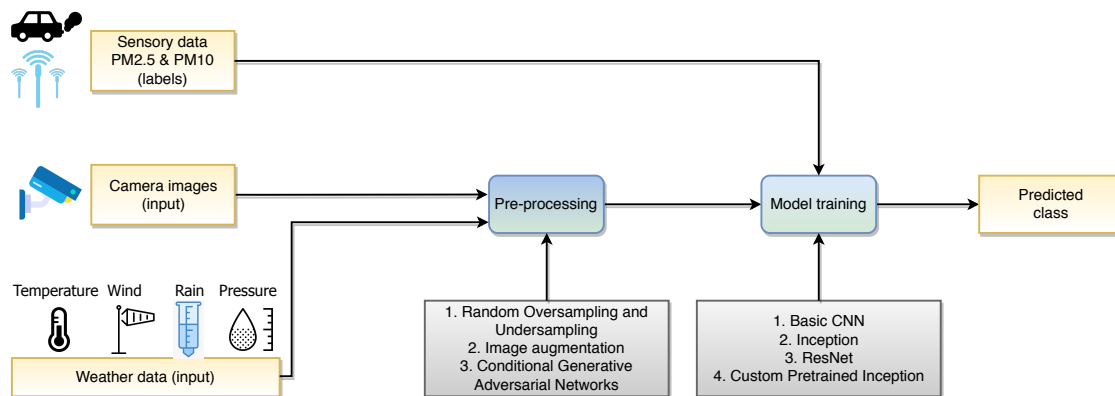 Sensory data
PM2.5 & PM10
(labels)
Camera images
(input)
Pre-processing
Model training
Predicted
class
Temperature
Wind
Rain
Pressure
Weather data (input)
1. Random Oversampling and
Undersampling
2. Image augmentation
3. Conditional Generative
Adversarial Networks
1. Basic CNN
2. Inception
3. ResNet
4. Custom Pretrained Inception